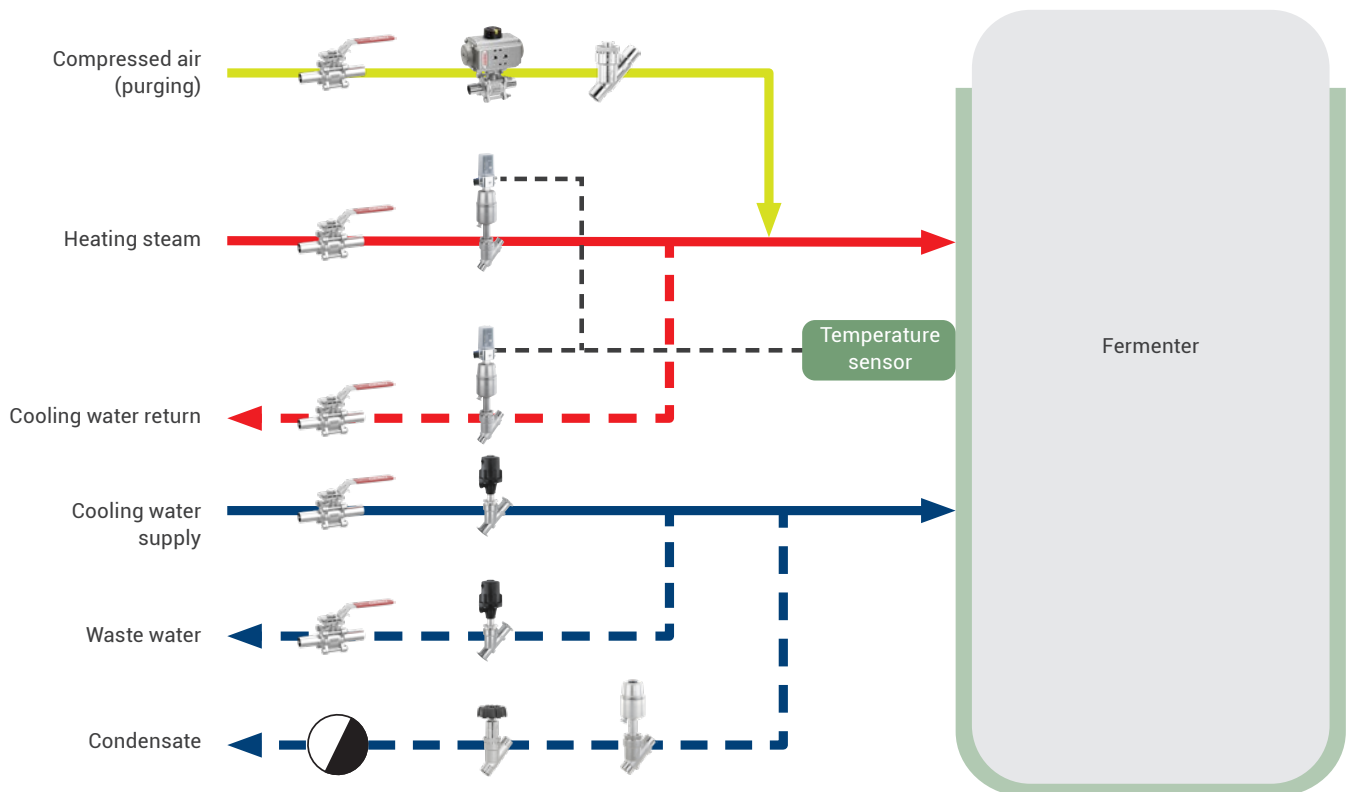 Compressed air
(purging)
Heating steam
Temperature
sensor
Fermenter
Cooling water return
Cooling water
supply
Waste water
Condensate